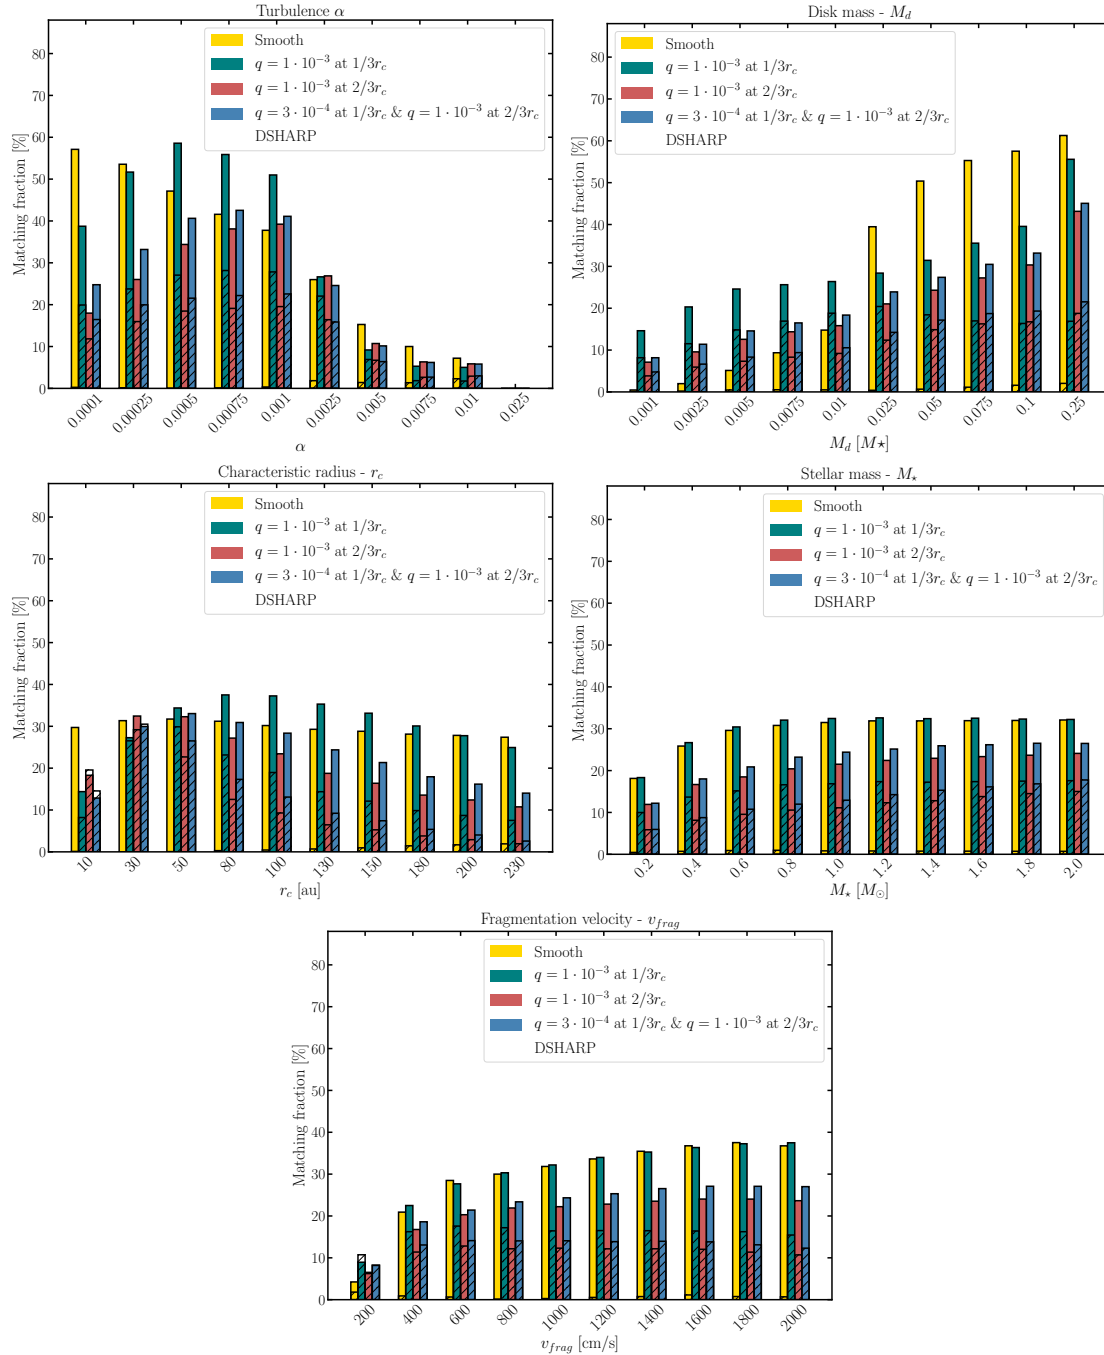 Turbulence α
Matching fraction [%]
80
70
60
50
40
30
20
10
0
Smooth
q = 1 · 10⁻³ at 1/3r_c
q = 1 · 10⁻³ at 2/3r_c
q = 3 · 10⁻⁴ at 1/3r_c & q = 1 · 10⁻³ at 2/3r_c
DSHARP
0.0001 0.00025 0.0005 0.00075 0.001 0.0025 0.005 0.0075 0.01 0.025
α
Disk mass - M_d
Matching fraction [%]
80
70
60
50
40
30
20
10
0
Smooth
q = 1 · 10⁻³ at 1/3r_c
q = 1 · 10⁻³ at 2/3r_c
q = 3 · 10⁻⁴ at 1/3r_c & q = 1 · 10⁻³ at 2/3r_c
DSHARP
0.001 0.0025 0.005 0.0075 0.01 0.025 0.05 0.075 0.1 0.25
M_d [M★]
Characteristic radius - r_c
Matching fraction [%]
80
70
60
50
40
30
20
10
0
Smooth
q = 1 · 10⁻³ at 1/3r_c
q = 1 · 10⁻³ at 2/3r_c
q = 3 · 10⁻⁴ at 1/3r_c & q = 1 · 10⁻³ at 2/3r_c
DSHARP
10 30 50 80 100 130 150 180 200 230
r_c [au]
Stellar mass - M_⋆
Matching fraction [%]
80
70
60
50
40
30
20
10
0
Smooth
q = 1 · 10⁻³ at 1/3r_c
q = 1 · 10⁻³ at 2/3r_c
q = 3 · 10⁻⁴ at 1/3r_c & q = 1 · 10⁻³ at 2/3r_c
DSHARP
0.2 0.4 0.6 0.8 1.0 1.2 1.4 1.6 1.8 2.0
M_⋆ [M_⊙]
Fragmentation velocity - v_frag
Matching fraction [%]
80
70
60
50
40
30
20
10
0
Smooth
q = 1 · 10⁻³ at 1/3r_c
q = 1 · 10⁻³ at 2/3r_c
q = 3 · 10⁻⁴ at 1/3r_c & q = 1 · 10⁻³ at 2/3r_c
DSHARP
200 400 600 800 1000 1200 1400 1600 1800 2000
v_frag [cm/s]